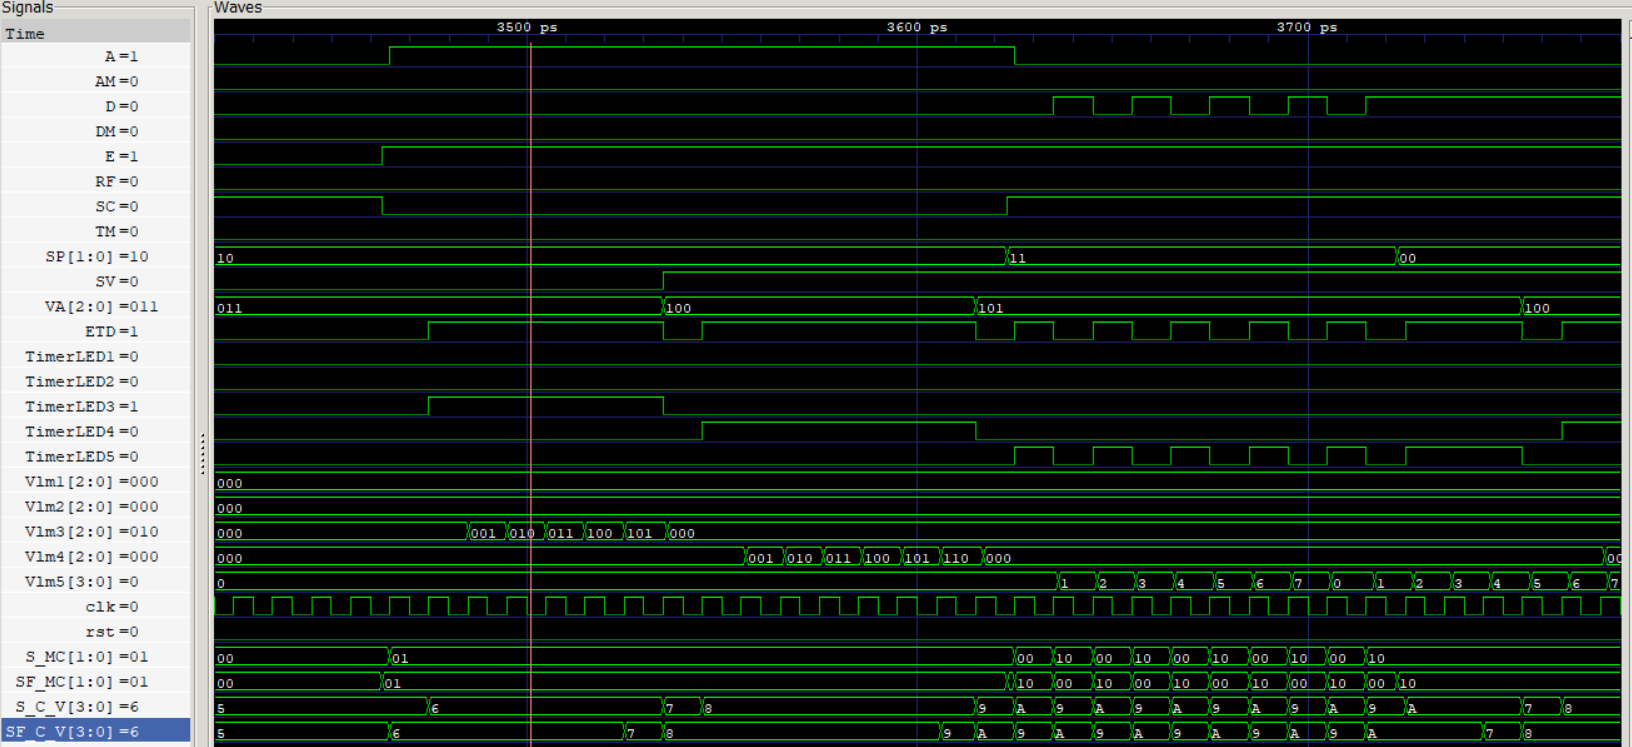 Signals Waves
Time 3500 ps 3600 ps 3700 ps
A=1
AM=0
D=0
DM=0
E=1
RF=0
SC=0
TM=0
SP[1:0]=10 10 11 00
SV=0
VA[2:0]=011 011 100 101 100
ETD=1
TimerLED1=0
TimerLED2=0
TimerLED3=1
TimerLED4=0
TimerLED5=0
Vlm1[2:0]=000 000
Vlm2[2:0]=000 000
Vlm3[2:0]=010 000 001 010 011 100 101 000
Vlm4[2:0]=000 000 001 010 011 100 101 110 000 00
Vlm5[3:0]=0 0 1 2 3 4 5 6 7 0 1 2 3 4 5 6 7
clk=0
rst=0
S_MC[1:0]=01 00 01 00 10 00 10 00 10 00 10 00 10
SF_MC[1:0]=01 00 01 10 00 10 00 10 00 10 00 10 00 10
S_C_V[3:0]=6 5 6 7 8 9 A 9 A 9 A 9 A 9 A 9 A 7 8
SF_C_V[3:0]=6 5 6 7 8 9 A 9 A 9 A 9 A 9 A 9 A 7 8